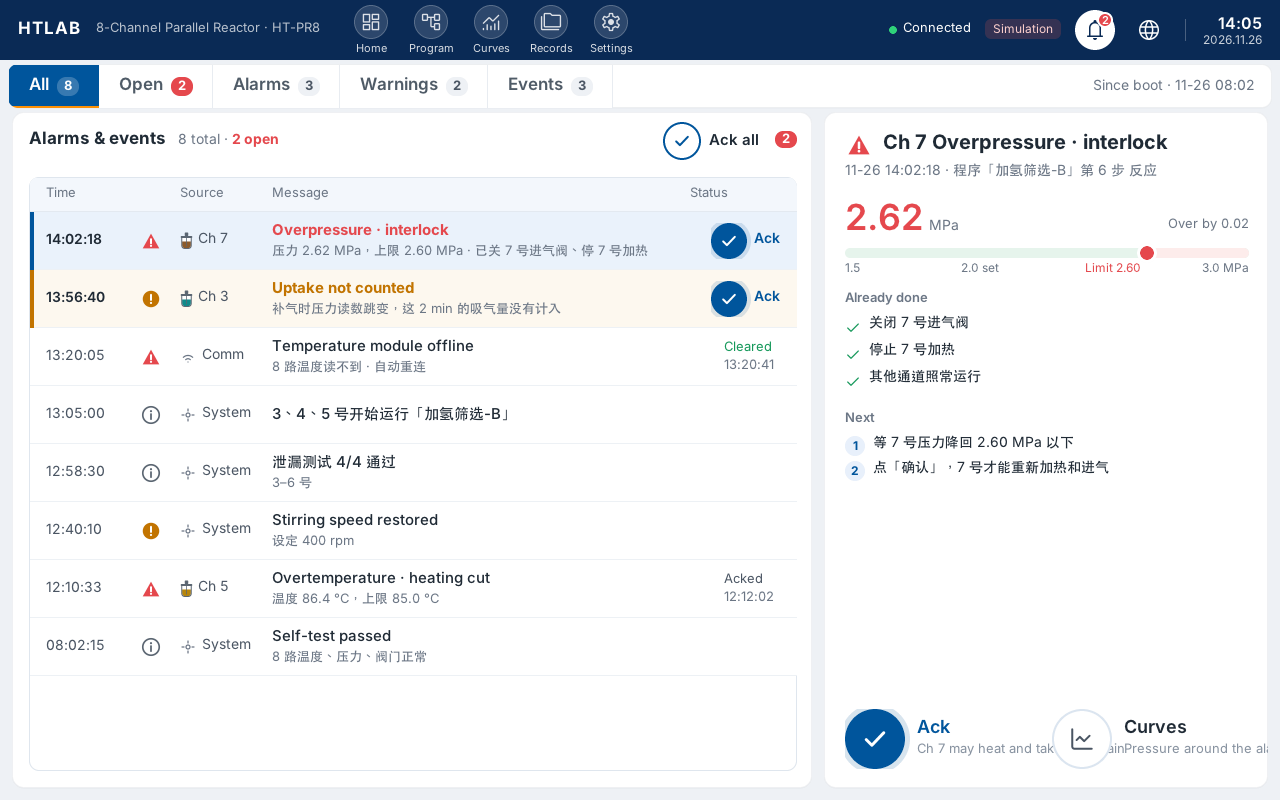 HTLAB
8-Channel Parallel Reactor · HT-PR8
Home
Program
Curves
Records
Settings
Connected
Simulation
2
14:05
2026.11.26
All 8
Open 2
Alarms 3
Warnings 2
Events 3
Since boot · 11-26 08:02
Alarms & events 8 total · 2 open
Ack all 2
Time Source Message Status
14:02:18 Ch 7 Overpressure · interlock Ack
压力 2.62 MPa，上限 2.60 MPa · 已关 7 号进气阀、停 7 号加热
13:56:40 Ch 3 Uptake not counted Ack
补气时压力读数跳变，这 2 min 的吸气量没有计入
13:20:05 Comm Temperature module offline Cleared
8 路温度读不到 · 自动重连 13:20:41
13:05:00 System 3、4、5 号开始运行「加氢筛选-B」
12:58:30 System 泄漏测试 4/4 通过
3–6 号
12:40:10 System Stirring speed restored
设定 400 rpm
12:10:33 Ch 5 Overtemperature · heating cut Acked
温度 86.4 °C，上限 85.0 °C 12:12:02
08:02:15 System Self-test passed
8 路温度、压力、阀门正常
Ch 7 Overpressure · interlock
11-26 14:02:18 · 程序「加氢筛选-B」第 6 步 反应
2.62 MPa Over by 0.02
1.5 2.0 set Limit 2.60 3.0 MPa
Already done
关闭 7 号进气阀
停止 7 号加热
其他通道照常运行
Next
1 等 7 号压力降回 2.60 MPa 以下
2 点「确认」，7 号才能重新加热和进气
Ack
Ch 7 may heat and
Curves
Pressure around the